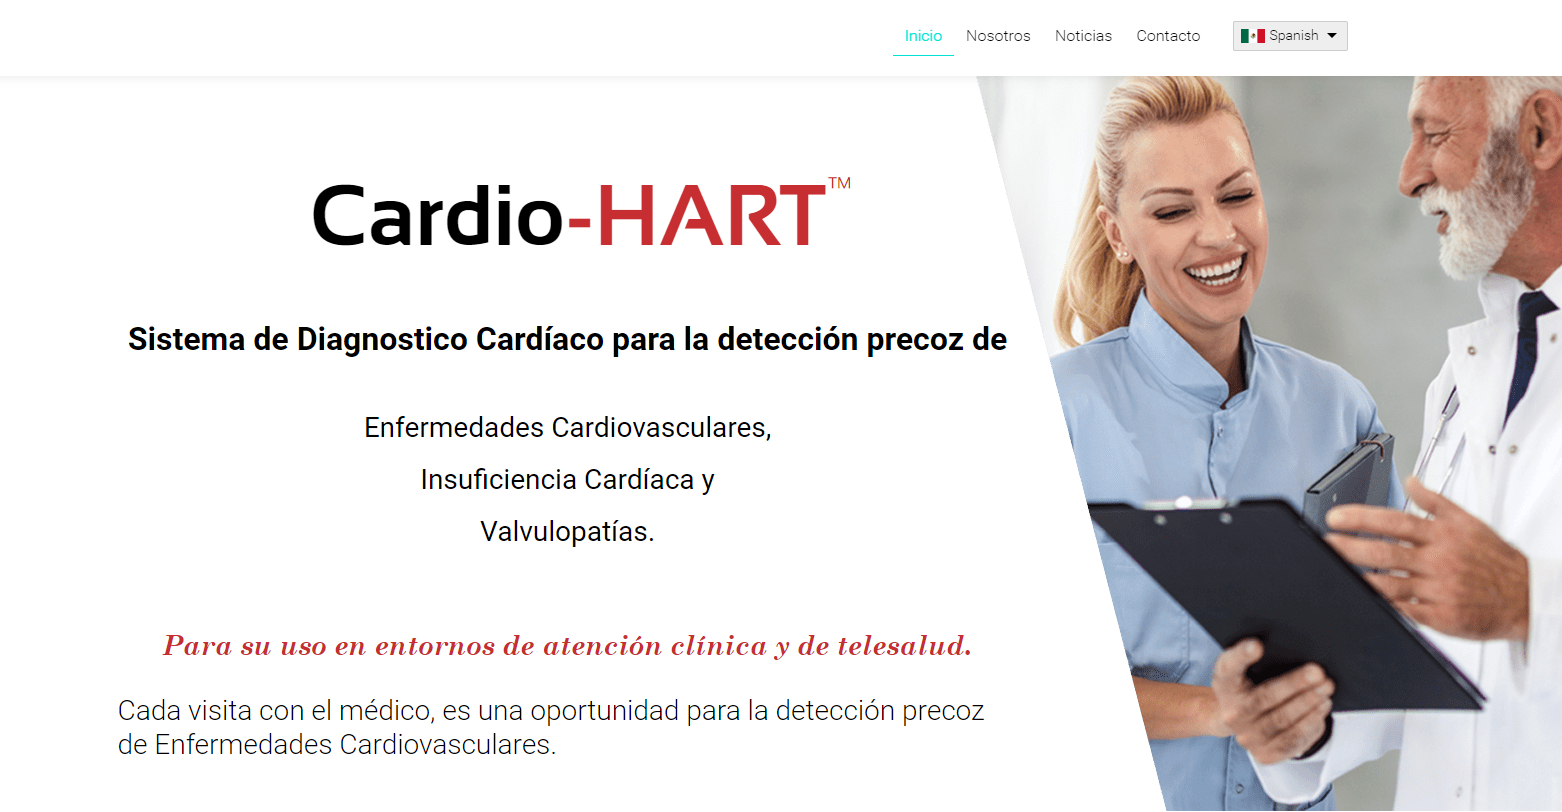 Inicio Nosotros Noticias Contacto Spanish
Cardio-HART™
Sistema de Diagnostico Cardíaco para la detección precoz de
Enfermedades Cardiovasculares,
Insuficiencia Cardíaca y
Valvulopatías.
Para su uso en entornos de atención clínica y de telesalud.
Cada visita con el médico, es una oportunidad para la detección precoz
de Enfermedades Cardiovasculares.